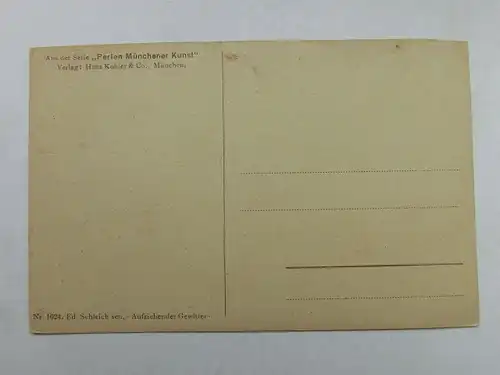 Aus der Serie „Perlen Münchener Kunst"
Verlag: Hans Kohler & Co., München.
Nr. 1024. Ed. Schleich sen., - Aufziehendes Gewitter -